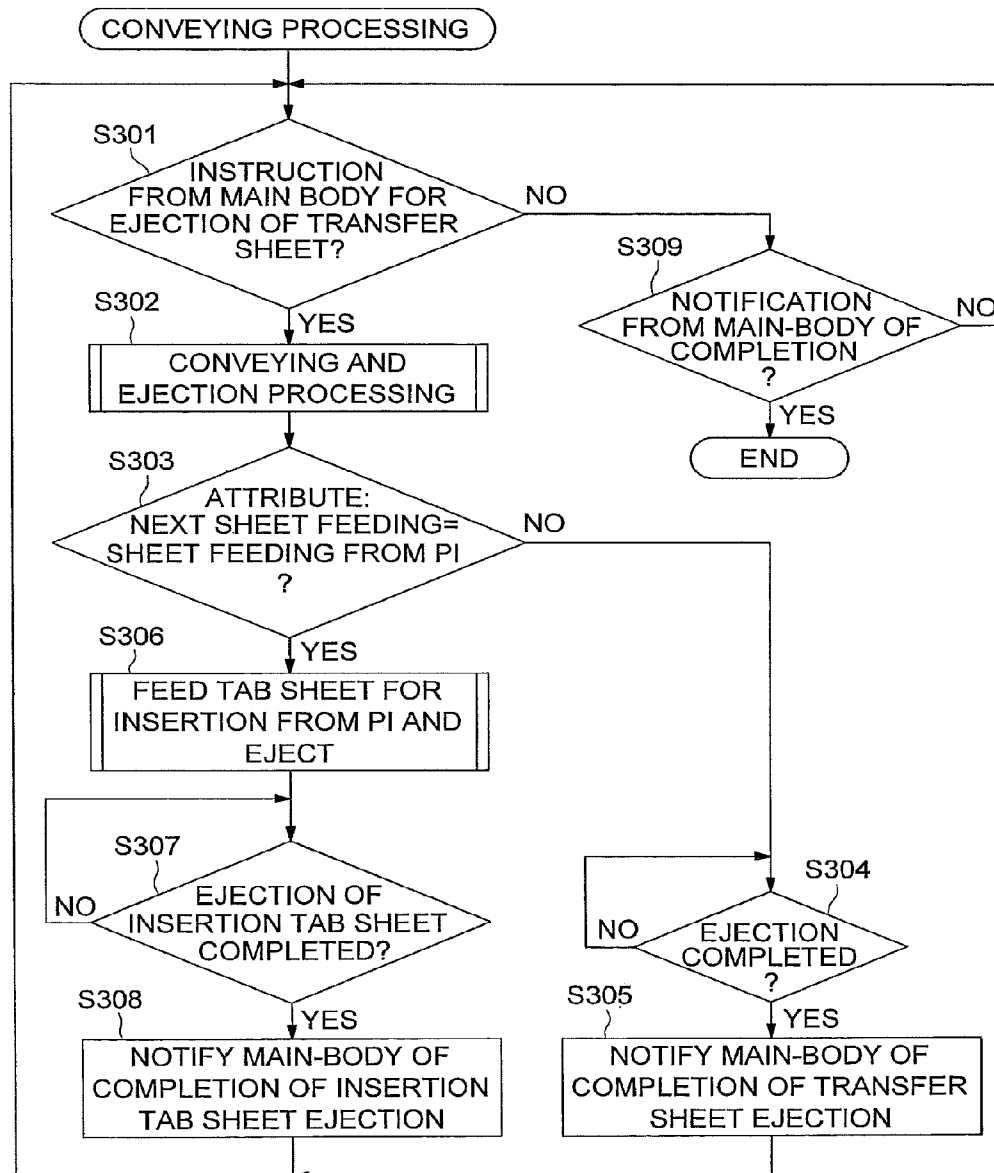 CONVEYING PROCESSING
S301
INSTRUCTION
FROM MAIN BODY FOR
EJECTION OF TRANSFER
SHEET?
NO
YES
S309
NOTIFICATION
FROM MAIN-BODY OF
COMPLETION
?
NO
YES
END
S302
CONVEYING AND
EJECTION PROCESSING
S303
ATTRIBUTE:
NEXT SHEET FEEDING=
SHEET FEEDING FROM PI
?
NO
YES
S306
FEED TAB SHEET FOR
INSERTION FROM PI AND
EJECT
S307
EJECTION OF
INSERTION TAB SHEET
COMPLETED?
NO
YES
S304
EJECTION
COMPLETED
?
NO
YES
S308
NOTIFY MAIN-BODY OF
COMPLETION OF INSERTION
TAB SHEET EJECTION
S305
NOTIFY MAIN-BODY OF
COMPLETION OF TRANSFER
SHEET EJECTION